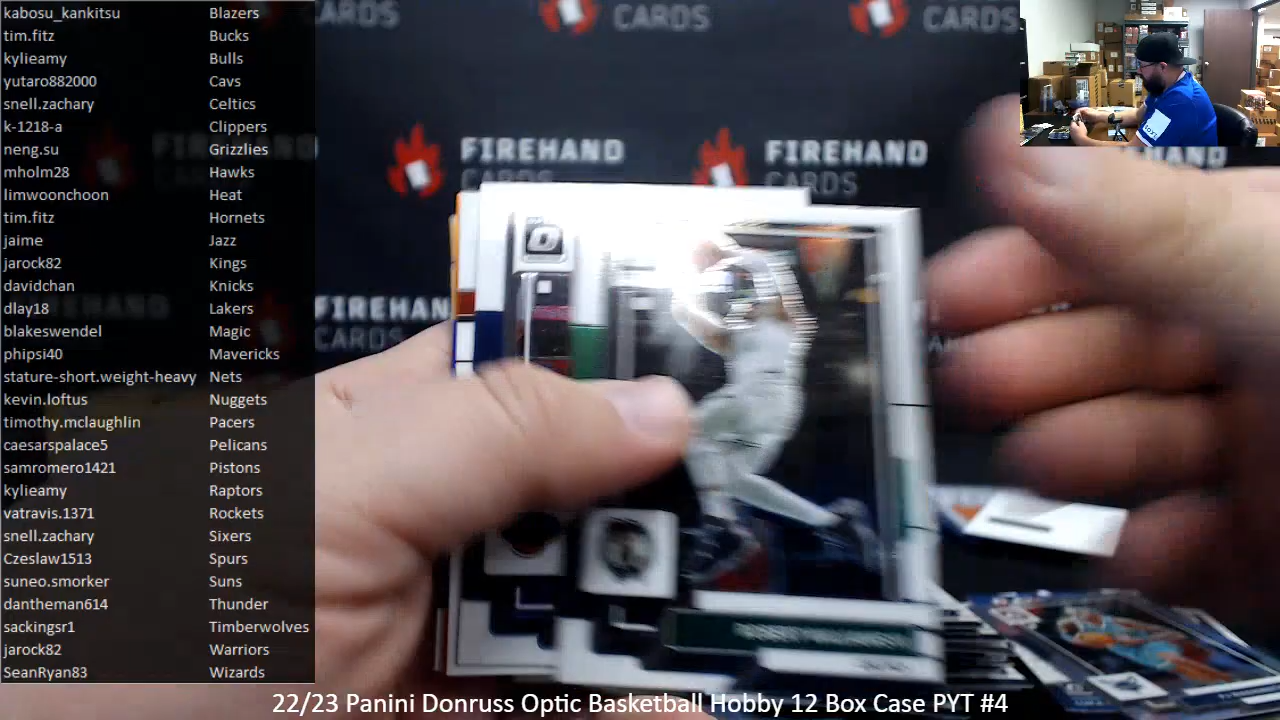 kabosu_kankitsu Blazers
tim.fitz Bucks
kylieamy Bulls
yutaro882000 Cavs
snell.zachary Celtics
k-1218-a Clippers
neng.su Grizzlies
mholm28 Hawks
limwoonchoon Heat
tim.fitz Hornets
jaime Jazz
jarock82 Kings
davidchan Knicks
dlay18 Lakers
blakeswendel Magic
phipsi40 Mavericks
stature-short.weight-heavy Nets
kevin.loftus Nuggets
timothy.mclaughlin Pacers
caesarspalace5 Pelicans
samromero1421 Pistons
kylieamy Raptors
vatravis.1371 Rockets
snell.zachary Sixers
Czeslaw1513 Spurs
suneo.smorker Suns
dantheman614 Thunder
sackingsr1 Timberwolves
jarock82 Warriors
SeanRyan83 Wizards
CARDS
CARDS
CARDS
FIREHAND
CARDS
FIREHAND
CARDS
FIREHAND
CARDS
22/23 Panini Donruss Optic Basketball Hobby 12 Box Case PYT #4